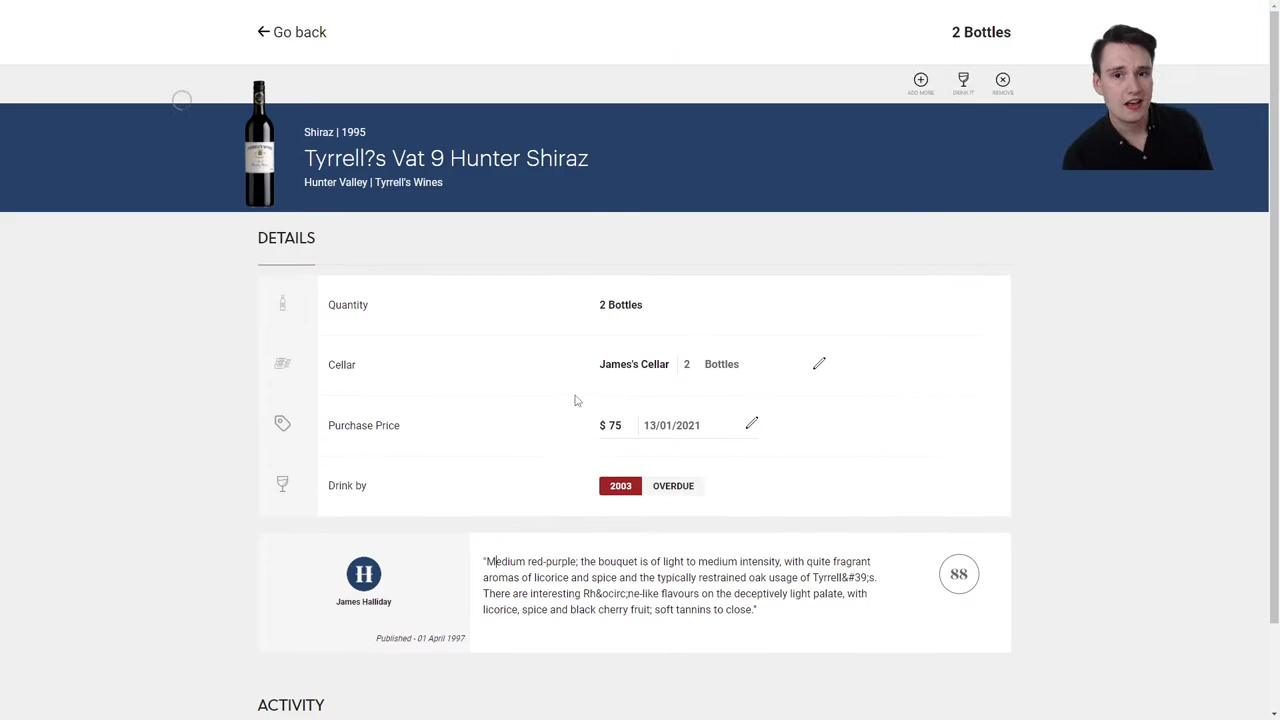 Go back
2 Bottles
ADD MORE
DRINK IT
REMOVE
Shiraz | 1995
Tyrrell?s Vat 9 Hunter Shiraz
Hunter Valley | Tyrrell's Wines
DETAILS
Quantity
2 Bottles
Cellar
James's Cellar
2
Bottles
Purchase Price
$ 75
13/01/2021
Drink by
2003
OVERDUE
H
James Halliday
Published - 01 April 1997
"Medium red-purple; the bouquet is of light to medium intensity, with quite fragrant
aromas of licorice and spice and the typically restrained oak usage of Tyrrell&#39;s.
There are interesting Rh&ocirc;ne-like flavours on the deceptively light palate, with
licorice, spice and black cherry fruit; soft tannins to close."
88
ACTIVITY